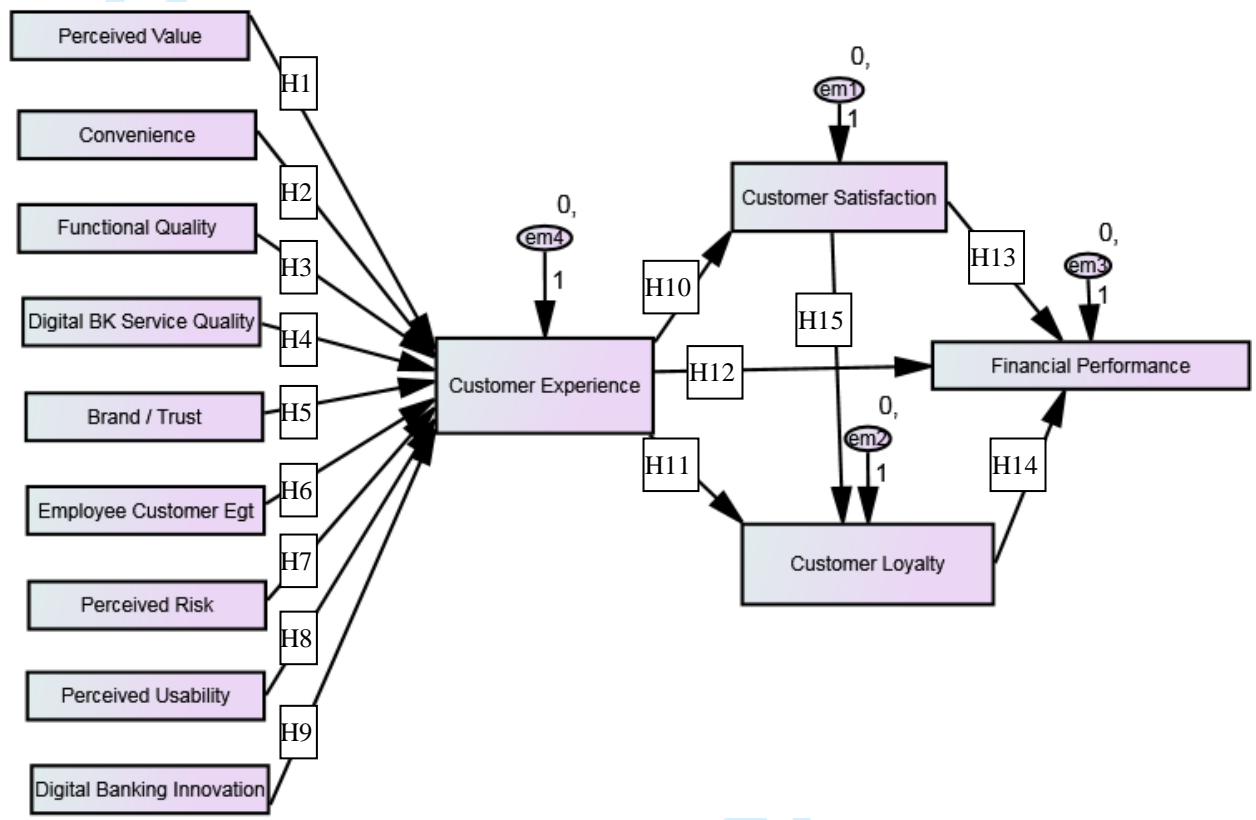 Perceived Value
H1
Convenience
H2
Functional Quality
H3
Digital BK Service Quality
H4
Brand / Trust
H5
Employee Customer Egt
H6
Perceived Risk
H7
Perceived Usability
H8
Digital Banking Innovation
H9
0,
em4
1
Customer Experience
H10
H12
H11
0,
em1
1
Customer Satisfaction
H15
H13
0,
em2
1
Customer Loyalty
H14
0,
em3
1
Financial Performance